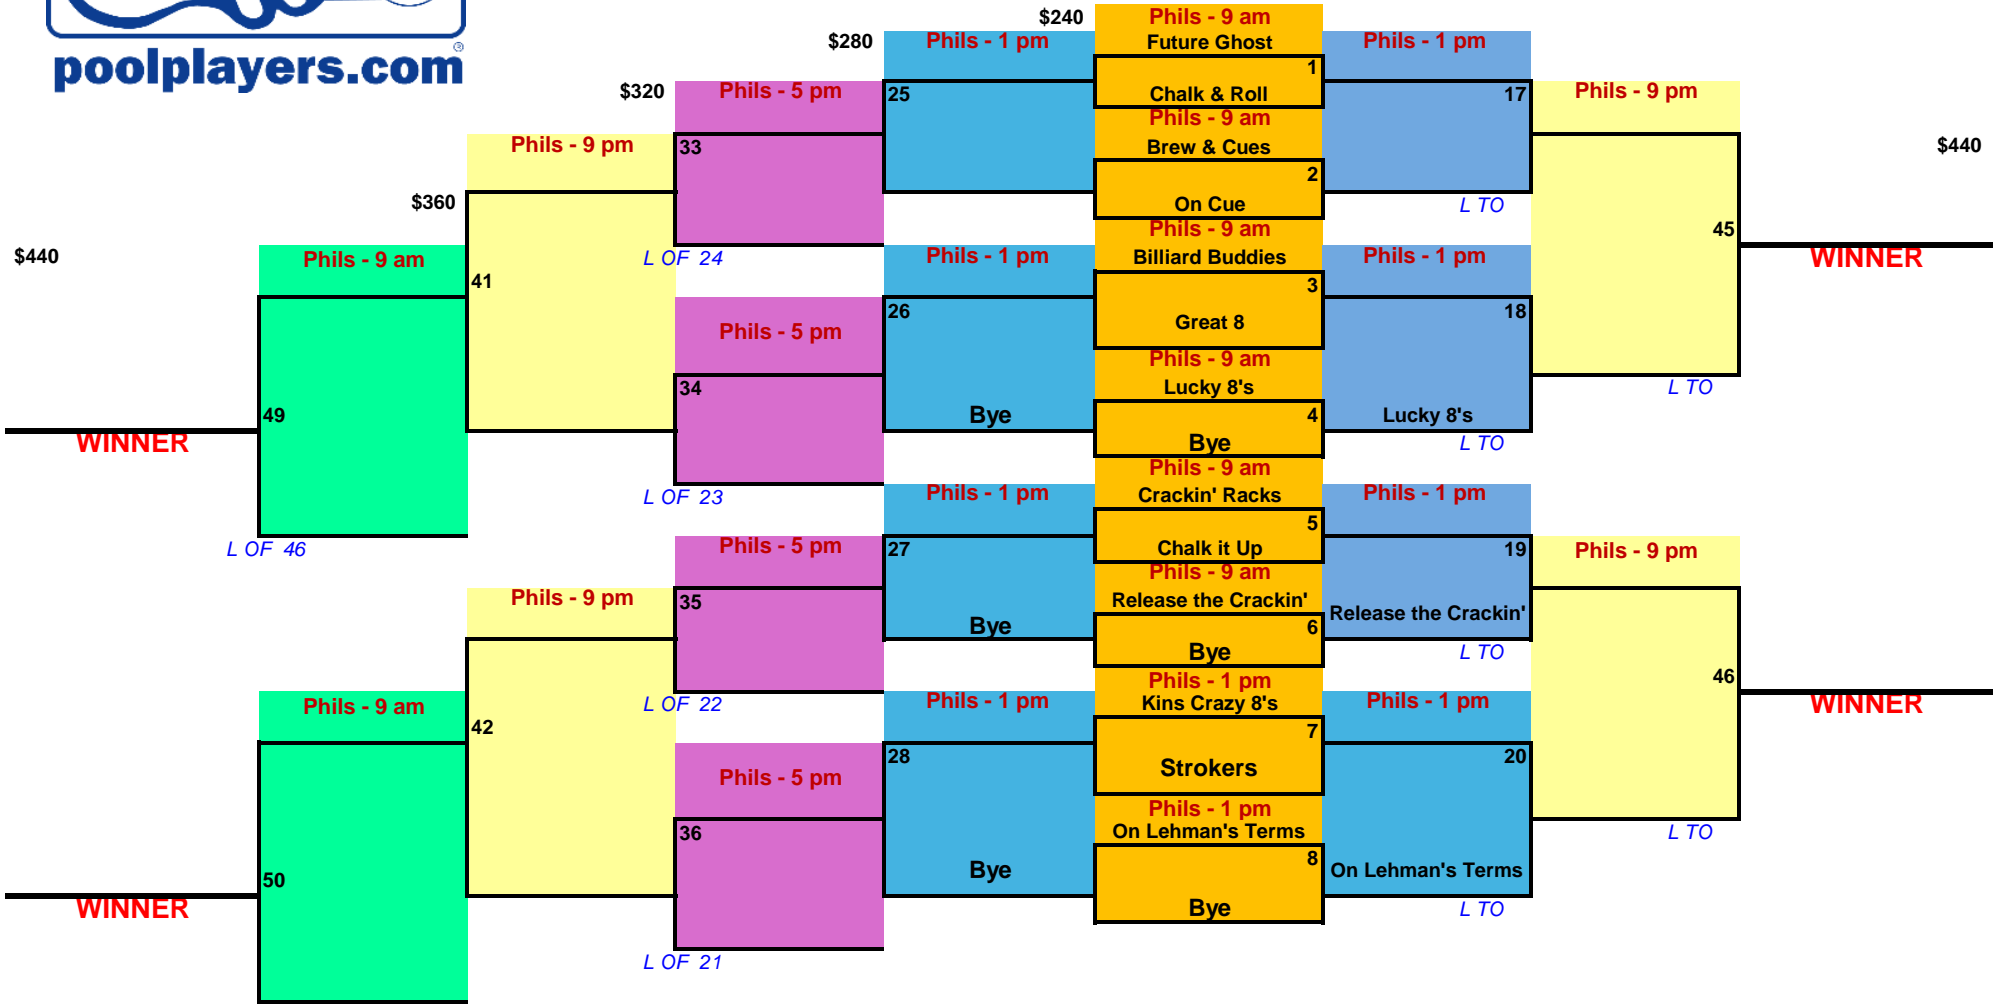 poolplayers.com®
$240
Phils - 9 am
Future Ghost
$280
Phils - 1 pm
Phils - 1 pm
1
$320
Phils - 5 pm
25
Chalk & Roll
17
Phils - 9 pm
Phils - 9 am
Phils - 9 pm
33
Brew & Cues
$440
2
$360
On Cue
L TO
Phils - 9 am
45
$440
Phils - 9 am
L OF 24
Phils - 1 pm
Billiard Buddies
Phils - 1 pm
WINNER
41
3
26
18
Phils - 5 pm
Great 8
Phils - 9 am
34
Lucky 8's
L TO
49
Bye
4
Lucky 8's
WINNER
Bye
L TO
Phils - 9 am
L OF 23
Phils - 1 pm
Crackin' Racks
Phils - 1 pm
5
L OF 46
Phils - 5 pm
27
Chalk it Up
19
Phils - 9 pm
Phils - 9 am
Phils - 9 pm
35
Release the Crackin'
Release the Crackin'
Bye
6
Bye
L TO
Phils - 1 pm
46
Phils - 9 am
L OF 22
Phils - 1 pm
Kins Crazy 8's
Phils - 1 pm
WINNER
42
7
28
20
Phils - 5 pm
Strokers
Phils - 1 pm
36
On Lehman's Terms
L TO
8
50
Bye
On Lehman's Terms
WINNER
Bye
L TO
L OF 21